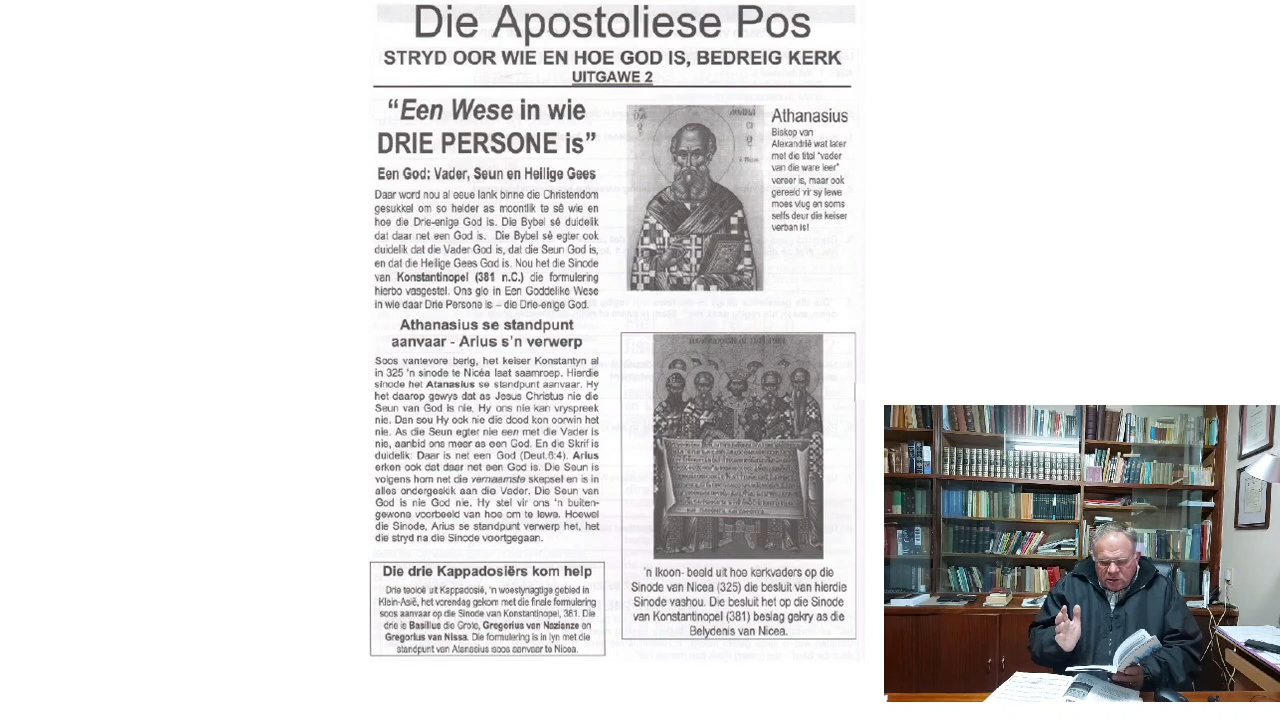 Die Apostoliese Pos
STRYD OOR WIE EN HOE GOD IS, BEDREIG KERK
UITGAWE 2
“Een Wese in wie
DRIE PERSONE is”
Een God: Vader, Seun en Heilige Gees
Daar word nou al eeue lank binne die Christendom
gesukkel om so helder as moontlik te sê wie en
hoe die Drie-enige God is. Die Bybel sê duidelik
dat daar net een God is. Die Bybel sê egter ook
duidelik dat die Vader God is, dat die Seun God is,
en dat die Heilige Gees God is. Nou het die Sinode
van Konstantinopel (381 n.C.) die formulering
hierbo vasgestel. Ons glo in Een Goddelike Wese
in wie daar Drie Persone is – die Drie-enige God.
Athanasius se standpunt
aanvaar - Arius s’n verwerp
Soos vantevore berig, het keiser Konstantyn al
in 325 ’n sinode te Nicéa laat saamroep. Hierdie
sinode het Atanasius se standpunt aanvaar. Hy
het daarop gewys dat as Jesus Christus nie die
Seun van God is nie, Hy ons nie kan vryspreek
nie. Dan sou Hy ook nie die dood kon oorwin het
nie. As die Seun egter nie een met die Vader is
nie, aanbid ons meer as een God. En die Skrif is
duidelik: Daar is net een God (Deut.6:4). Arius
erken ook dat daar net een God is. Die Seun is
volgens hom net die vernaamste skepsel en is in
alles ondergeskik aan die Vader. Die Seun van
God is nie God nie. Hy stel vir ons ’n buiten-
gewone voorbeeld van hoe om te lewe. Hoewel
die Sinode, Arius se standpunt verwerp het, het
die stryd na die Sinode voortgegaan.
Die drie Kappadosiërs kom help
Drie teoloë uit Kappadosië, ’n woestynagtige gebied in
Klein-Asië, het vorendag gekom met die finale formulering
soos aanvaar op die Sinode van Konstantinopel, 381. Die
drie is Basilius die Grote, Gregorius van Nazianze en
Gregorius van Nissa. Die formulering is in lyn met die
standpunt van Atanasius soos aanvaar te Nicea.
Athanasius
Biskop van
Alexandrië wat later
met die titel “vader
van die ware leer”
vereer is, maar ook
gereeld vir sy lewe
moes vlug en soms
selfs deur die keiser
verban is!
’n Ikoon- beeld uit hoe kerkvaders op die
Sinode van Nicea (325) die besluit van hierdie
Sinode vashou. Die besluit het op die Sinode
van Konstantinopel (381) beslag gekry as die
Belydenis van Nicea.